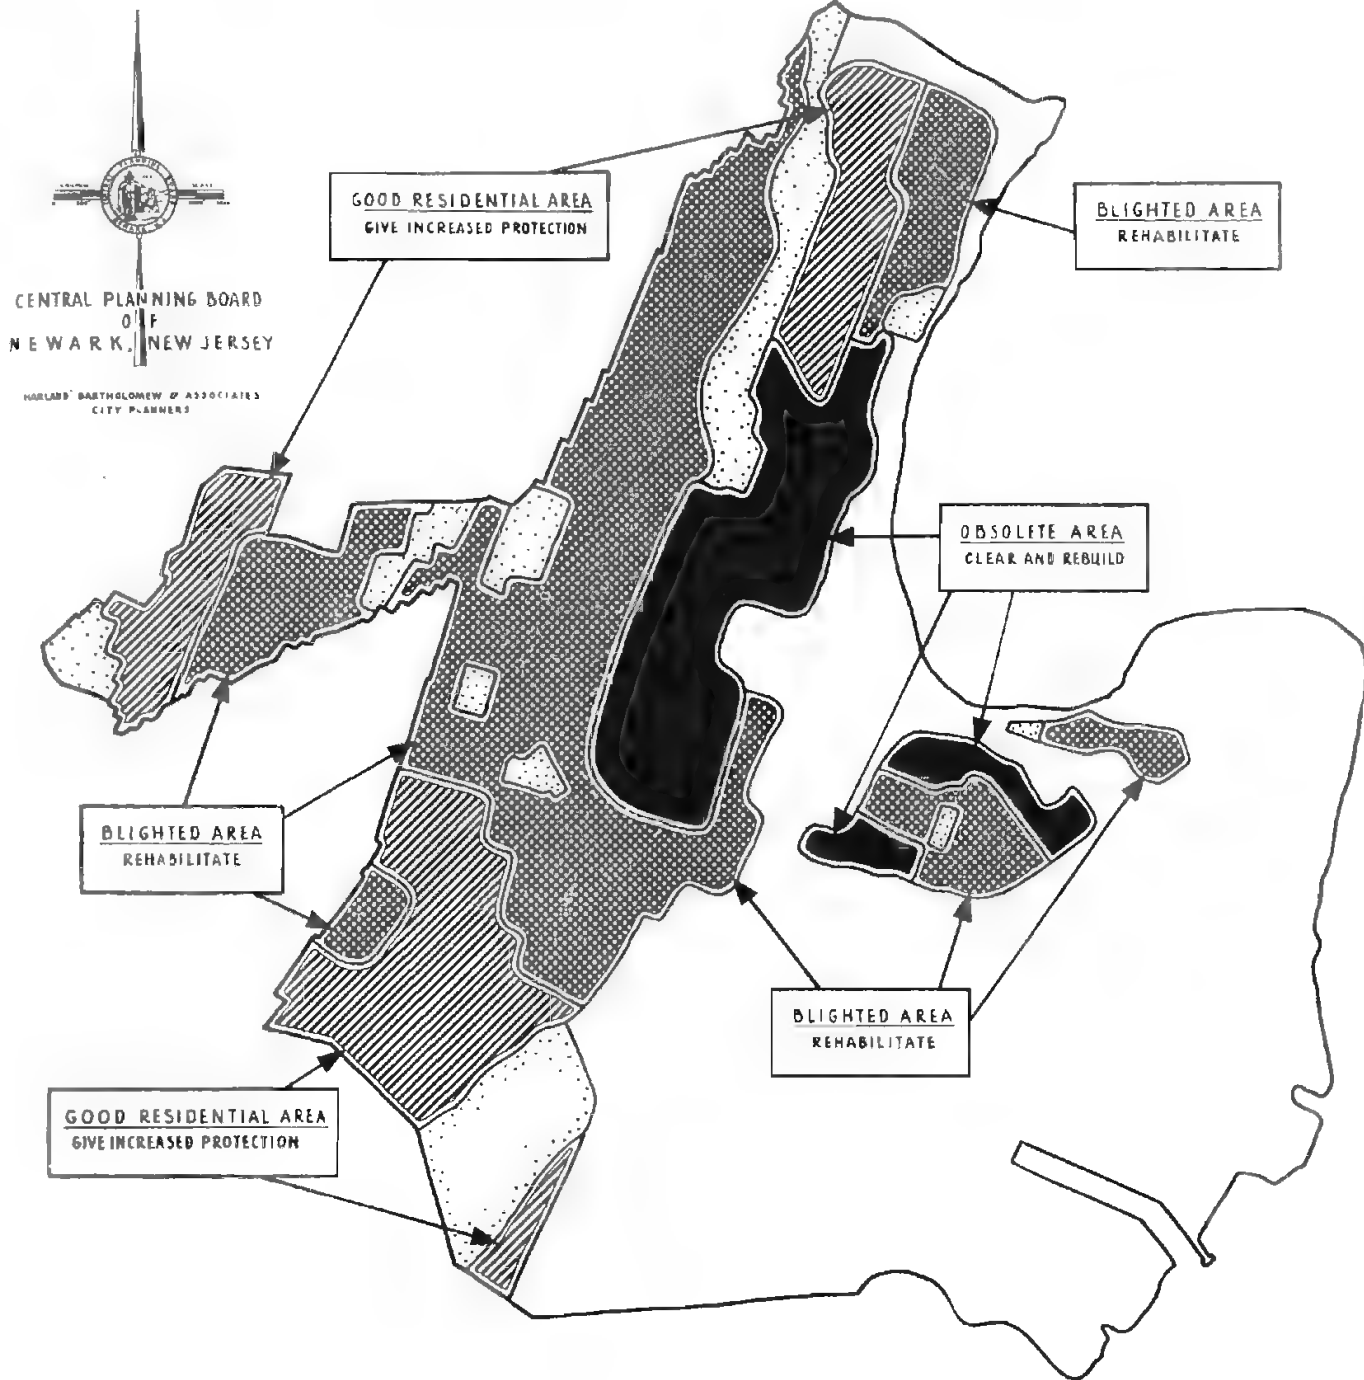 CENTRAL PLANNING BOARD
OF
NEWARK, NEW JERSEY
HARLAND BARTHOLOMEW & ASSOCIATES
CITY PLANNERS
GOOD RESIDENTIAL AREA
GIVE INCREASED PROTECTION
BLIGHTED AREA
REHABILITATE
OBSOLETE AREA
CLEAR AND REBUILD
BLIGHTED AREA
REHABILITATE
BLIGHTED AREA
REHABILITATE
GOOD RESIDENTIAL AREA
GIVE INCREASED PROTECTION